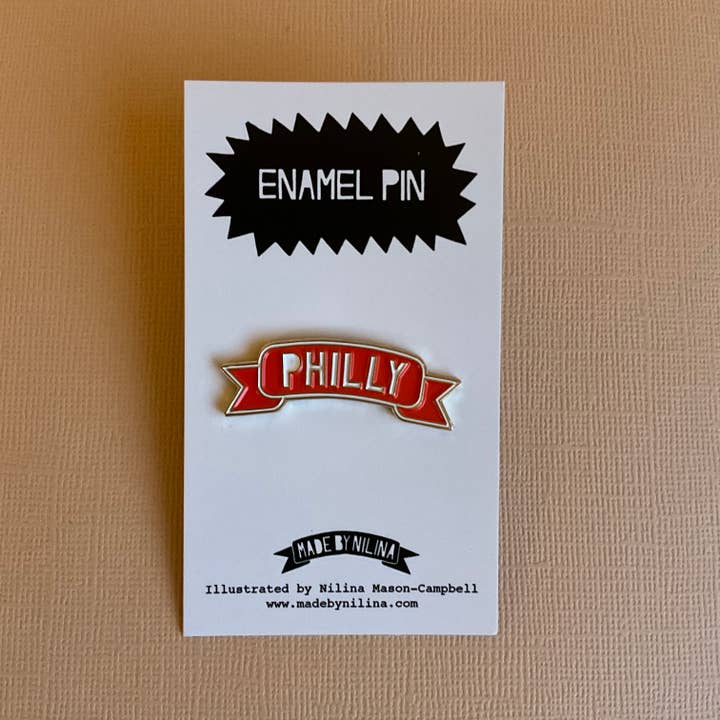 ENAMEL PIN
PHILLY
MADE BY NILINA
Illustrated by Nilina Mason-Campbell
www.madebynilina.com